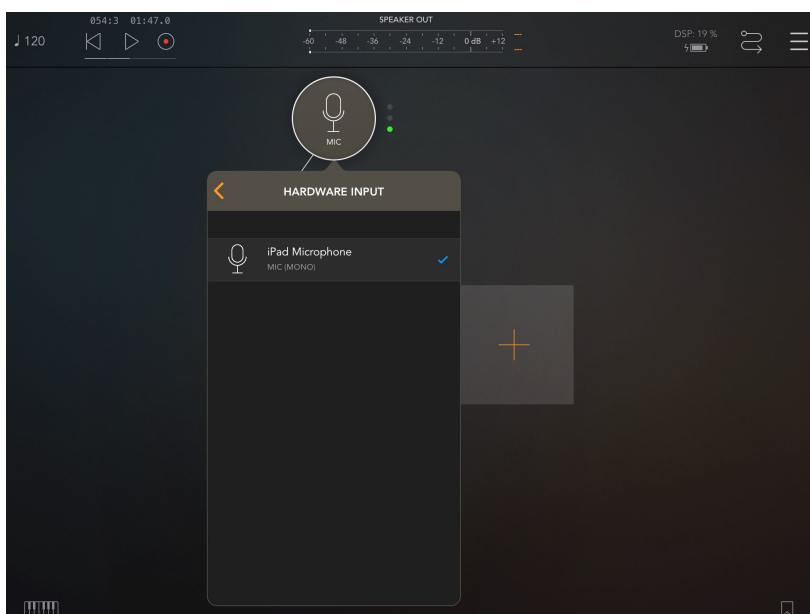 054:3 01:47.0
SPEAKER OUT
♩120
-60 -48 -36 -24 -12 0 dB +12
DSP: 19 %
MIC
HARDWARE INPUT
iPad Microphone
MIC (MONO)